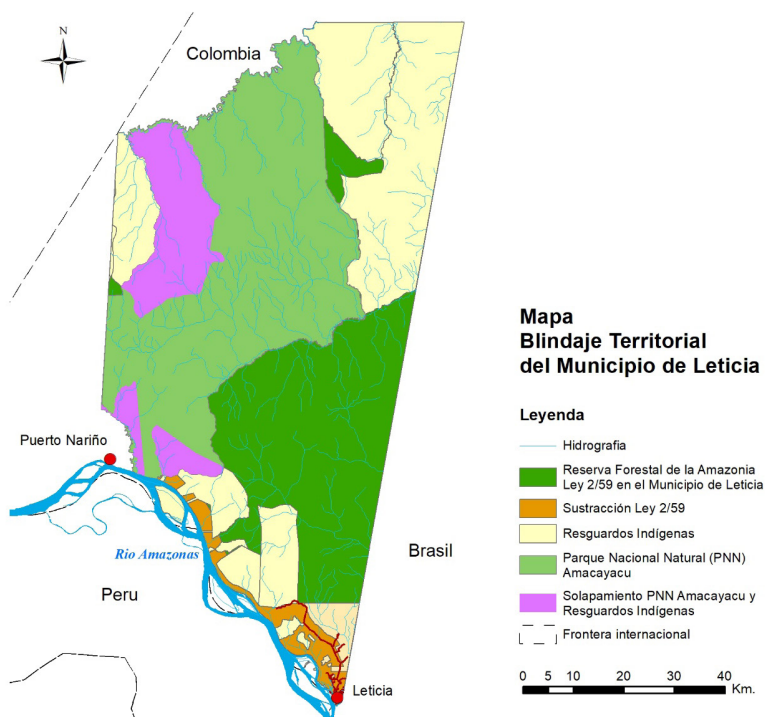 N
Colombia
Mapa
Blindaje Territorial
del Municipio de Leticia
Leyenda
Hidrografia
Reserva Forestal de la Amazonia
Ley 2/59 en el Municipio de Leticia
Sustracción Ley 2/59
Resguardos Indígenas
Parque Nacional Natural (PNN)
Amacayacu
Solapamiento PNN Amacayacu y
Resguardos Indígenas
Frontera internacional
0 5 10 20 30 40
Km.
Puerto Nariño
Rio Amazonas
Brasil
Peru
Leticia